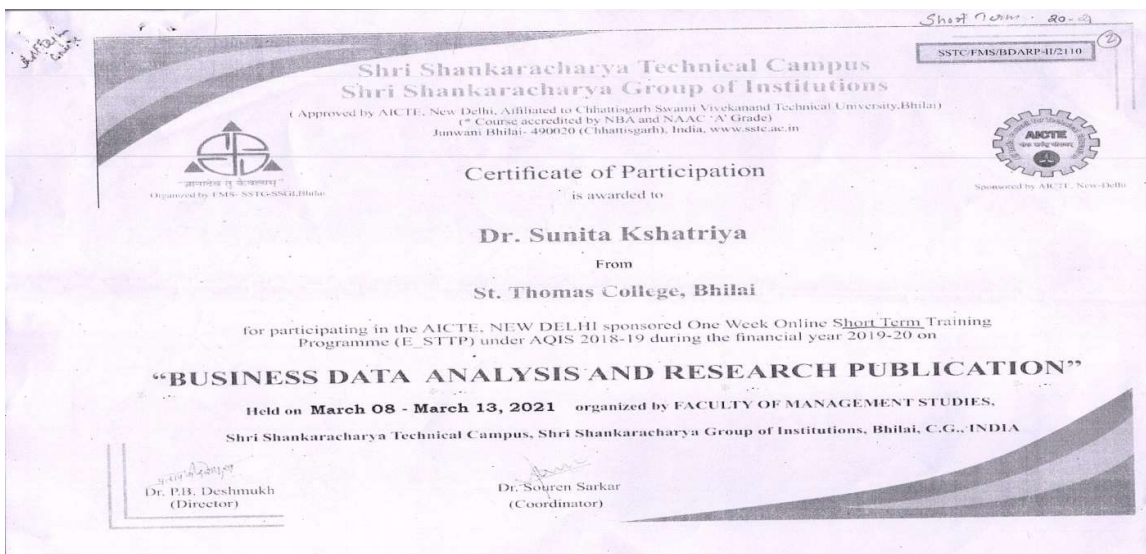 Short Term 20-21
2
SSTC/FMS/BDARP-II/2110
Shri Shankaracharya Technical Campus
Shri Shankaracharya Group of Institutions
( Approved by AICTE, New Delhi, Affiliated to Chhattisgarh Swami Vivekanand Technical University,Bhilai)
(* Course accredited by NBA and NAAC 'A' Grade)
Junwani Bhilai- 490020 (Chhattisgarh), India, www.sstc.ac.in
ज्ञानादेव तु कैवल्यम्
Organized by FMS- SSTC-SSGI,Bhilai
AICTE
Sponsored by AICTE, New-Delhi
Certificate of Participation
is awarded to
Dr. Sunita Kshatriya
From
St. Thomas College, Bhilai
for participating in the AICTE, NEW DELHI sponsored One Week Online Short Term Training
Programme (E_STTP) under AQIS 2018-19 during the financial year 2019-20 on
“BUSINESS DATA ANALYSIS AND RESEARCH PUBLICATION”
Held on March 08 - March 13, 2021 organized by FACULTY OF MANAGEMENT STUDIES,
Shri Shankaracharya Technical Campus, Shri Shankaracharya Group of Institutions, Bhilai, C.G., INDIA
Dr. P.B. Deshmukh
(Director)
Dr. Souren Sarkar
(Coordinator)